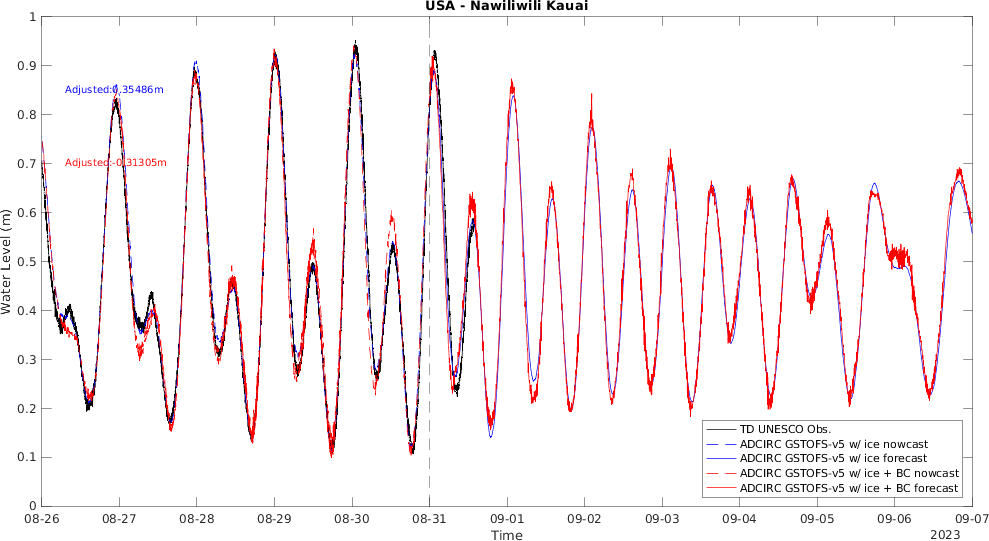 USA - Nawiliwili Kauai
1
0.9
0.8
0.7
0.6
0.5
0.4
0.3
0.2
0.1
0
Water Level (m)
Adjusted:0.35486m
Adjusted:-0.31305m
TD UNESCO Obs.
ADCIRC GSTOFS-v5 w/ ice nowcast
ADCIRC GSTOFS-v5 w/ ice forecast
ADCIRC GSTOFS-v5 w/ ice + BC nowcast
ADCIRC GSTOFS-v5 w/ ice + BC forecast
08-26 08-27 08-28 08-29 08-30 08-31 09-01 09-02 09-03 09-04 09-05 09-06 09-07
Time
2023